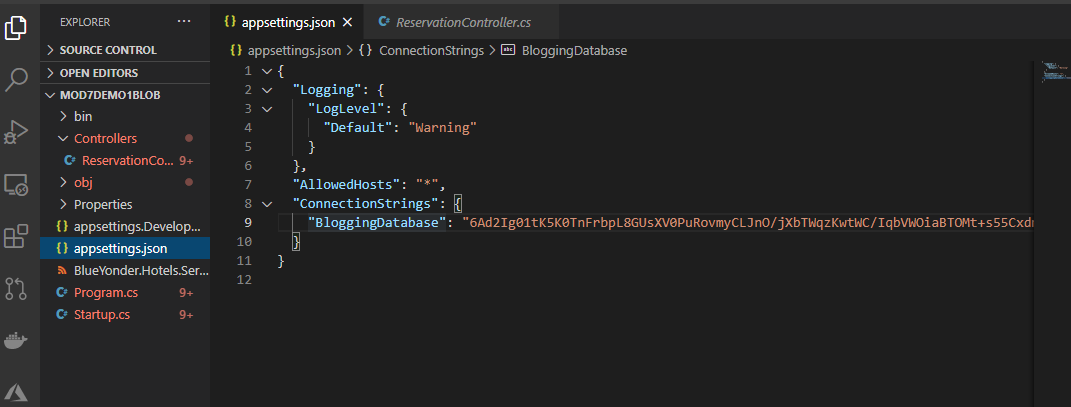 EXPLORER ···
SOURCE CONTROL
OPEN EDITORS
MOD7DEMO1BLOB
bin
Controllers
C# ReservationCo... 9+
obj
Properties
{} appsettings.Develop...
{} appsettings.json
BlueYonder.Hotels.Ser...
C# Program.cs 9+
C# Startup.cs 9+
{} appsettings.json ×
C# ReservationController.cs
{} appsettings.json > {} ConnectionStrings > abc BloggingDatabase
1 {
2 "Logging": {
3 "LogLevel": {
4 "Default": "Warning"
5 }
6 },
7 "AllowedHosts": "*",
8 "ConnectionStrings": {
9 "BloggingDatabase": "6Ad2Ig01tK5K0TnFrbpL8GUsXV0PuRovmyCLJnO/jXbTWqzKwtWC/IqbVWOiaBTOMt+s55Cxd
10 }
11 }
12